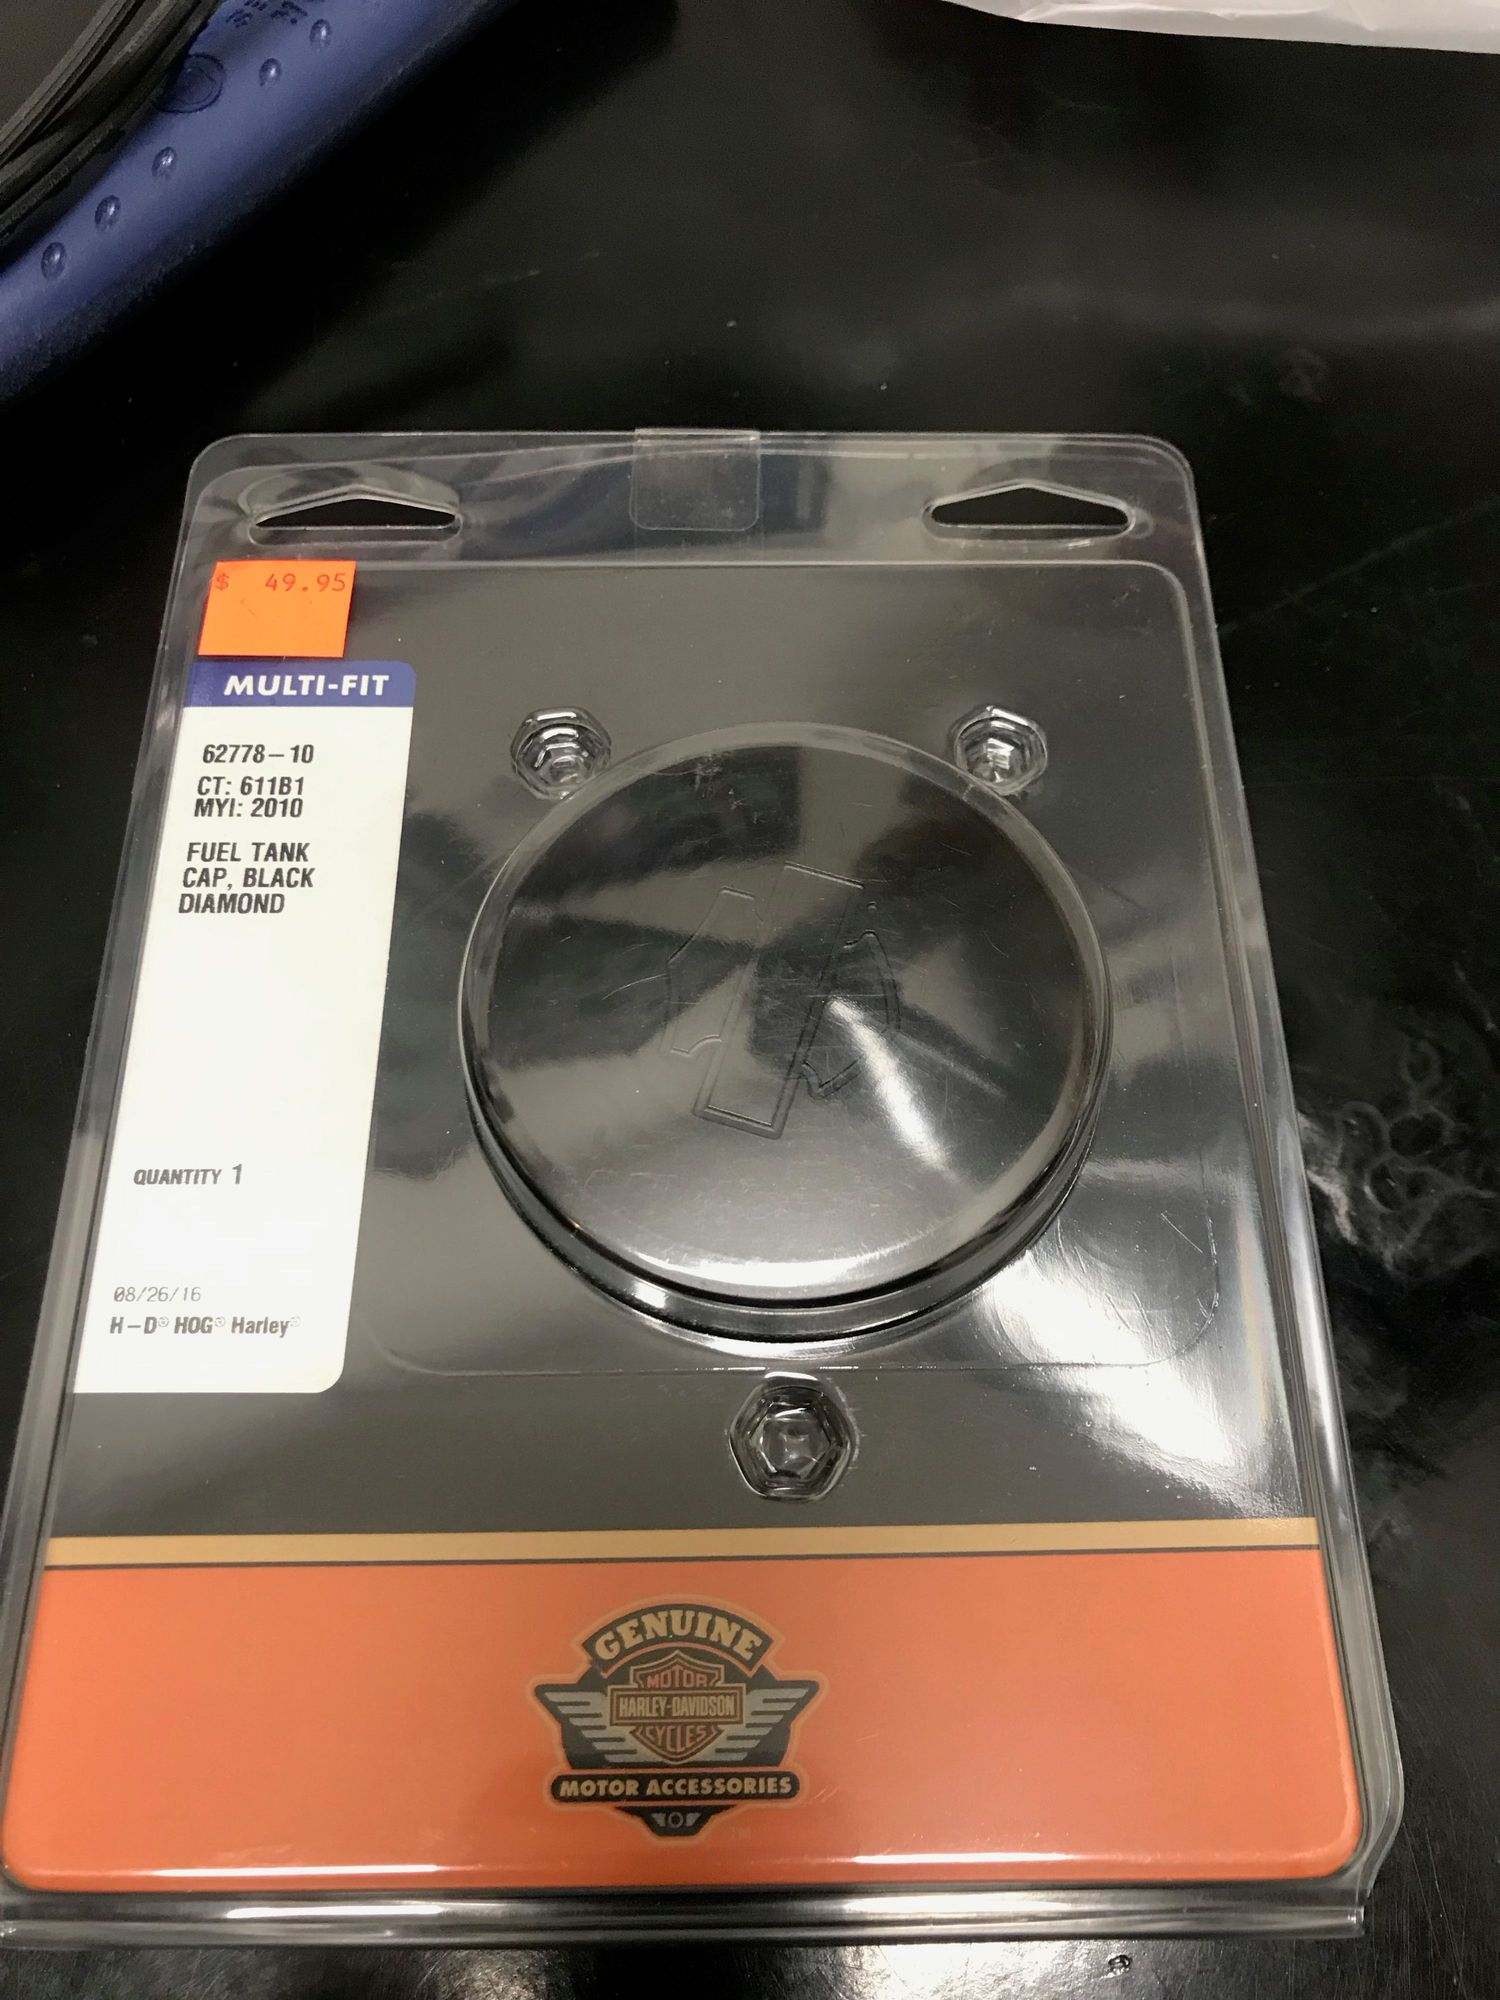 $ 49.95
MULTI-FIT
62778-10
CT: 611B1
MYI: 2010
FUEL TANK
CAP, BLACK
DIAMOND
QUANTITY 1
08/26/16
H-D® HOG® Harley®
GENUINE
MOTOR
HARLEY-DAVIDSON
CYCLES
MOTOR ACCESSORIES
TM